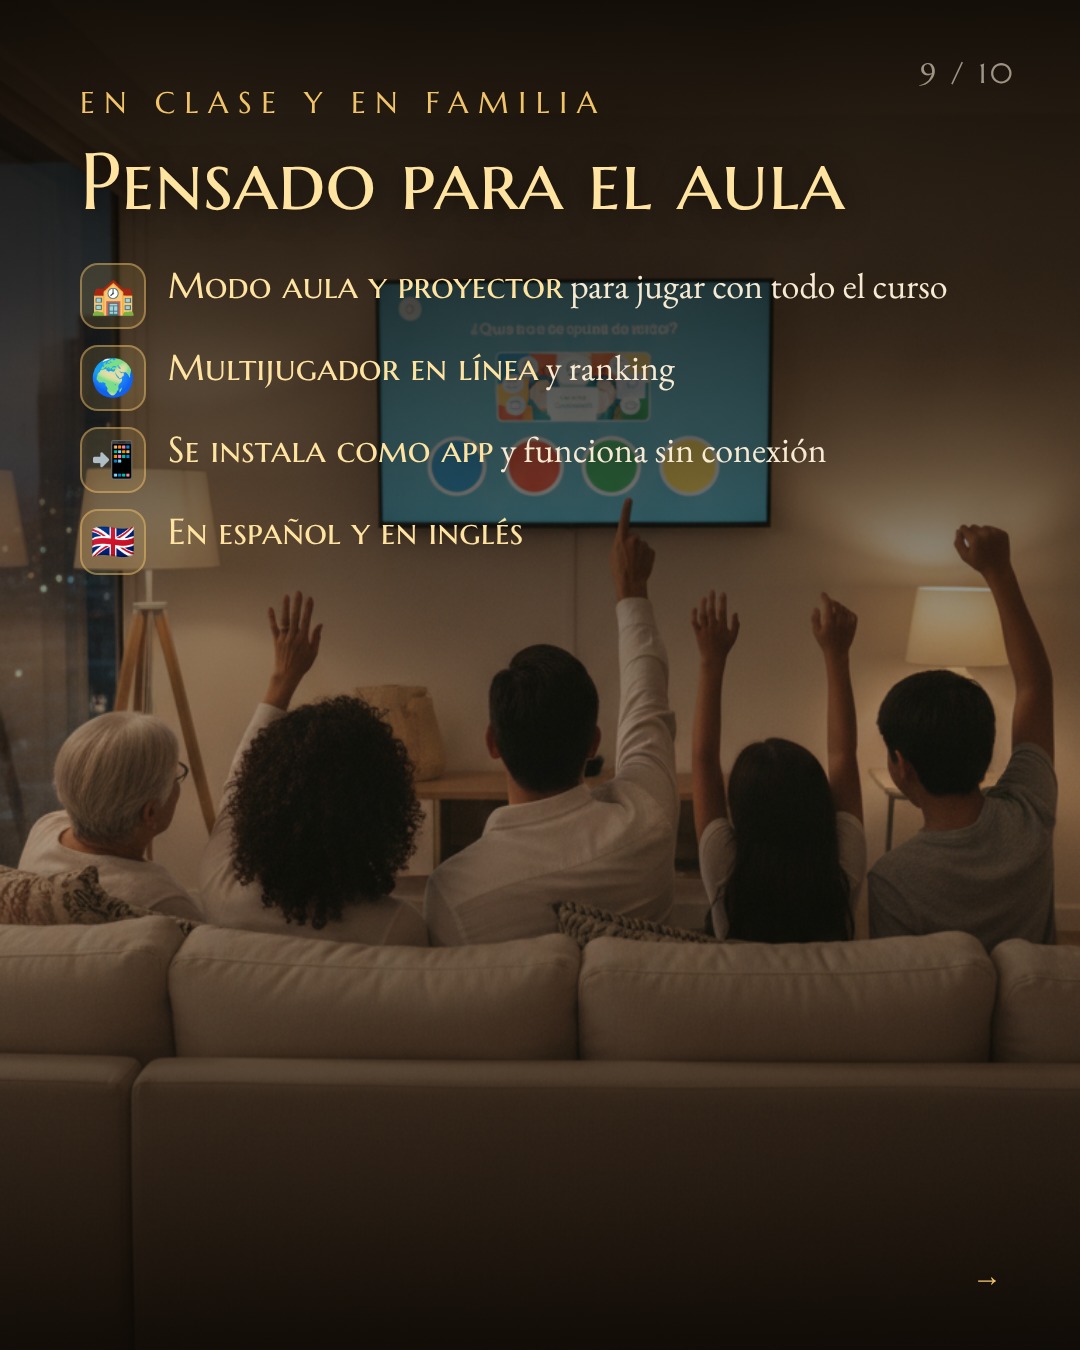 9 / 10
EN CLASE Y EN FAMILIA
PENSADO PARA EL AULA
MODO AULA Y PROYECTOR para jugar con todo el curso
MULTIJUGADOR EN LÍNEA y ranking
SE INSTALA COMO APP y funciona sin conexión
EN ESPAÑOL Y EN INGLÉS
→